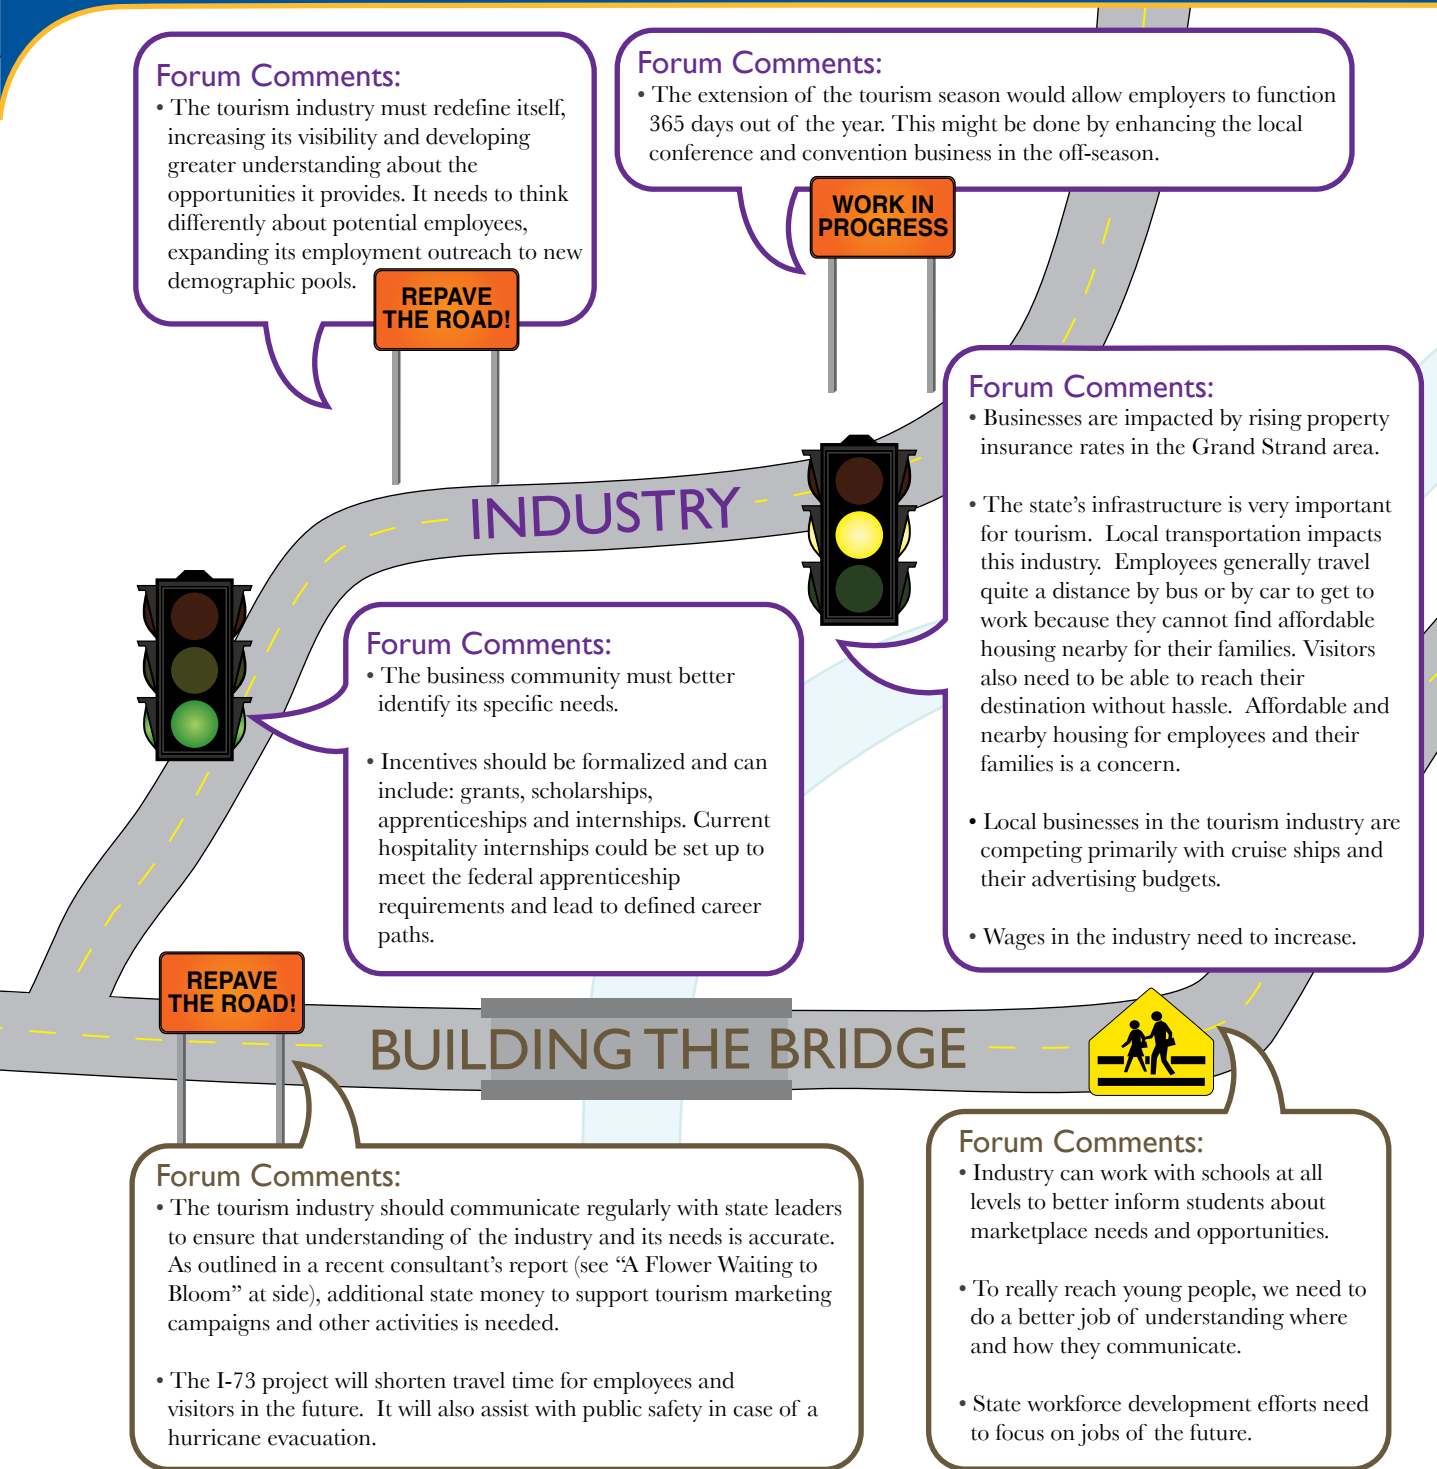 Forum Comments:
• The tourism industry must redefine itself,
increasing its visibility and developing
greater understanding about the
opportunities it provides. It needs to think
differently about potential employees,
expanding its employment outreach to new
demographic pools.
REPAVE
THE ROAD!
Forum Comments:
• The extension of the tourism season would allow employers to function
365 days out of the year. This might be done by enhancing the local
conference and convention business in the off-season.
WORK IN
PROGRESS
Forum Comments:
• Businesses are impacted by rising property
insurance rates in the Grand Strand area.
• The state’s infrastructure is very important
for tourism. Local transportation impacts
this industry. Employees generally travel
quite a distance by bus or by car to get to
work because they cannot find affordable
housing nearby for their families. Visitors
also need to be able to reach their
destination without hassle. Affordable and
nearby housing for employees and their
families is a concern.
• Local businesses in the tourism industry are
competing primarily with cruise ships and
their advertising budgets.
• Wages in the industry need to increase.
INDUSTRY
Forum Comments:
• The business community must better
identify its specific needs.
• Incentives should be formalized and can
include: grants, scholarships,
apprenticeships and internships. Current
hospitality internships could be set up to
meet the federal apprenticeship
requirements and lead to defined career
paths.
REPAVE
THE ROAD!
BUILDING THE BRIDGE
Forum Comments:
• The tourism industry should communicate regularly with state leaders
to ensure that understanding of the industry and its needs is accurate.
As outlined in a recent consultant’s report (see “A Flower Waiting to
Bloom” at side), additional state money to support tourism marketing
campaigns and other activities is needed.
• The I-73 project will shorten travel time for employees and
visitors in the future. It will also assist with public safety in case of a
hurricane evacuation.
Forum Comments:
• Industry can work with schools at all
levels to better inform students about
marketplace needs and opportunities.
• To really reach young people, we need to
do a better job of understanding where
and how they communicate.
• State workforce development efforts need
to focus on jobs of the future.